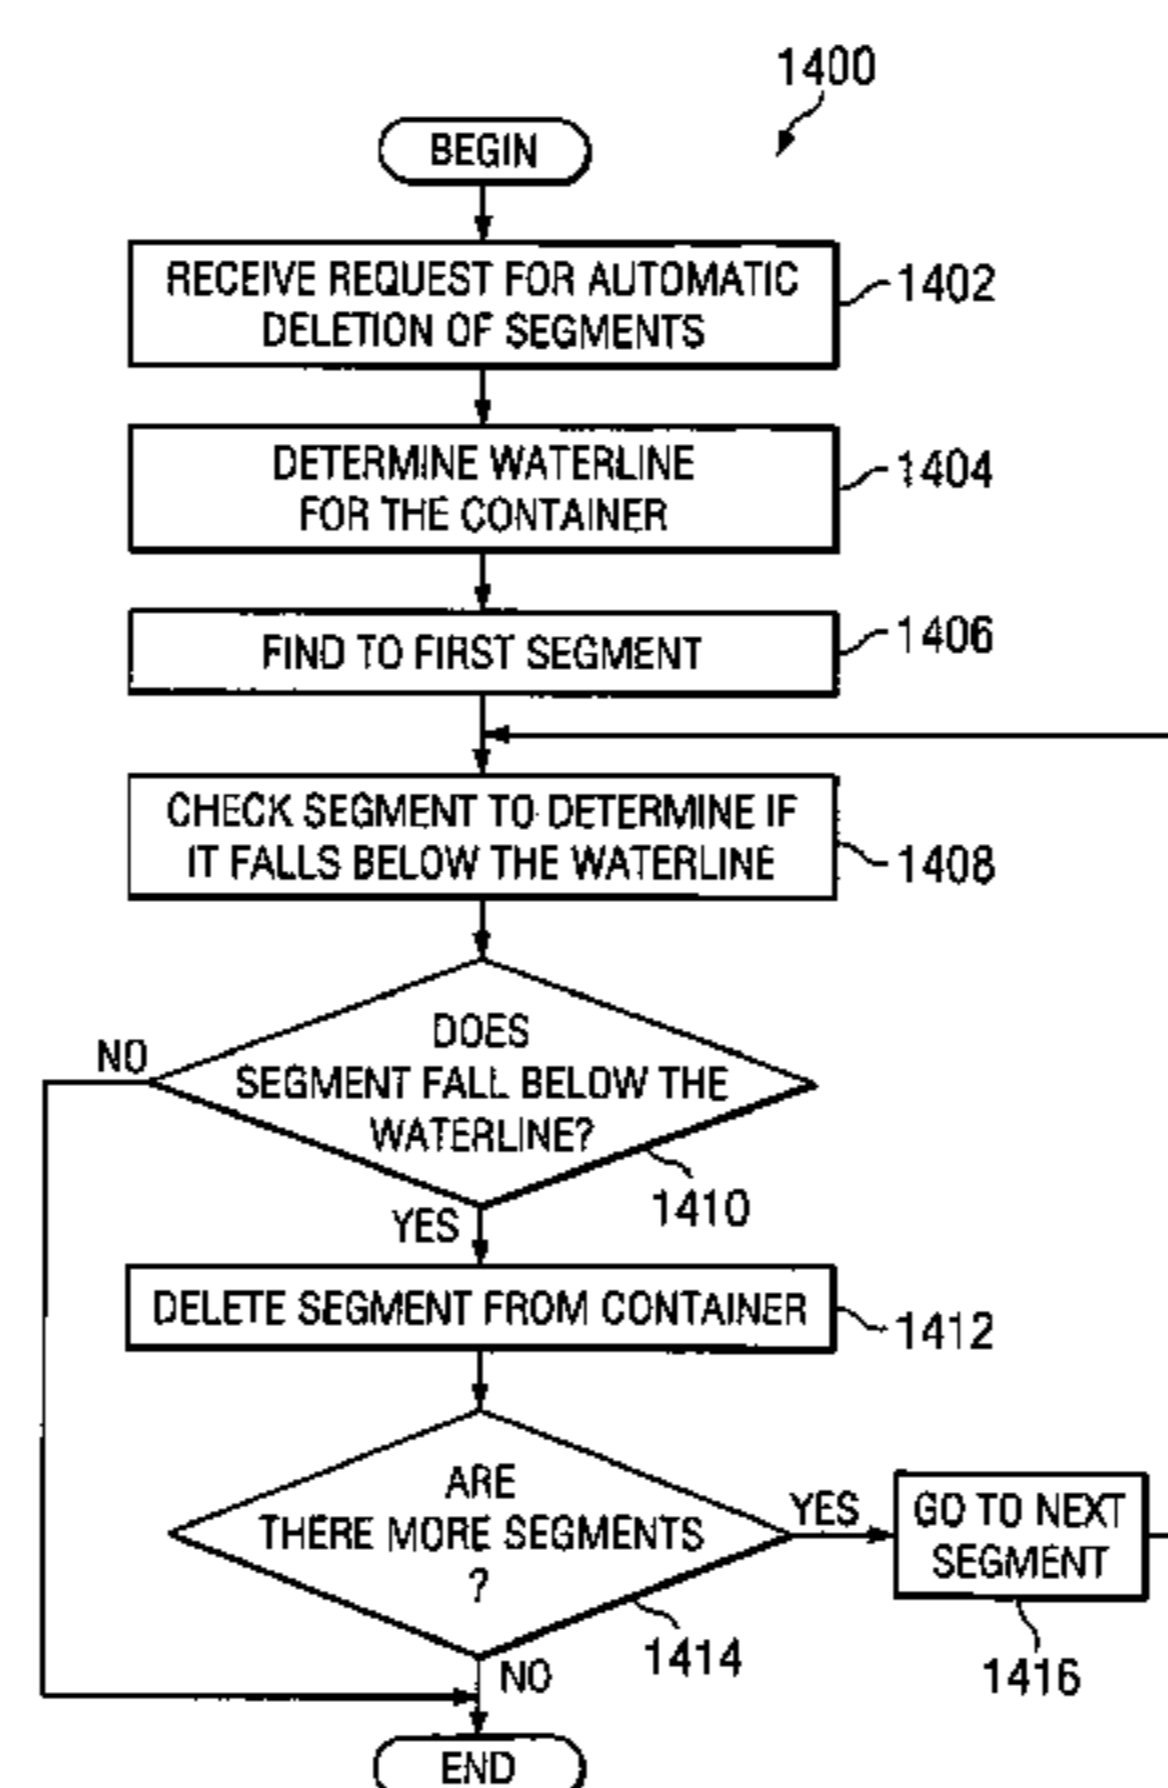 1400
BEGIN
RECEIVE REQUEST FOR AUTOMATIC
DELETION OF SEGMENTS
1402
DETERMINE WATERLINE
FOR THE CONTAINER
1404
FIND TO FIRST SEGMENT
1406
CHECK SEGMENT TO DETERMINE IF
IT FALLS BELOW THE WATERLINE
1408
DOES
SEGMENT FALL BELOW THE
WATERLINE?
NO
1410
YES
DELETE SEGMENT FROM CONTAINER
1412
ARE
THERE MORE SEGMENTS
?
YES
GO TO NEXT
SEGMENT
1414
1416
NO
END